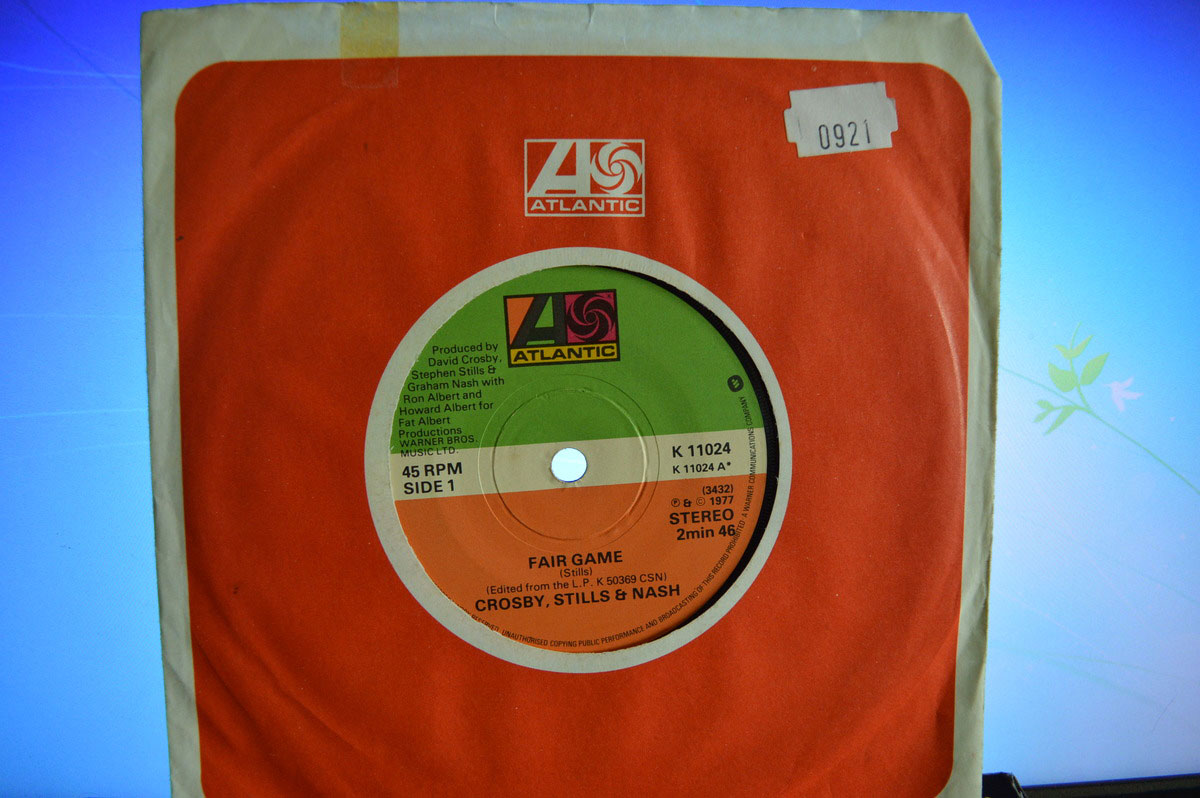 0921
ATLANTIC
ATLANTIC
Produced by
David Crosby,
Stephen Stills &
Graham Nash with
Ron Albert and
Howard Albert for
Fat Albert
Productions
WARNER BROS.
MUSIC LTD.
45 RPM
SIDE 1
K 11024
K 11024 A*
(3432)
Ⓟ & © 1977
STEREO
2min 46
FAIR GAME
(Stills)
(Edited from the L.P. K 50369 CSN)
CROSBY, STILLS & NASH
UNAUTHORISED COPYING PUBLIC PERFORMANCE AND BROADCASTING OF THIS RECORD PROHIBITED A WARNER COMMUNICATIONS COMPANY